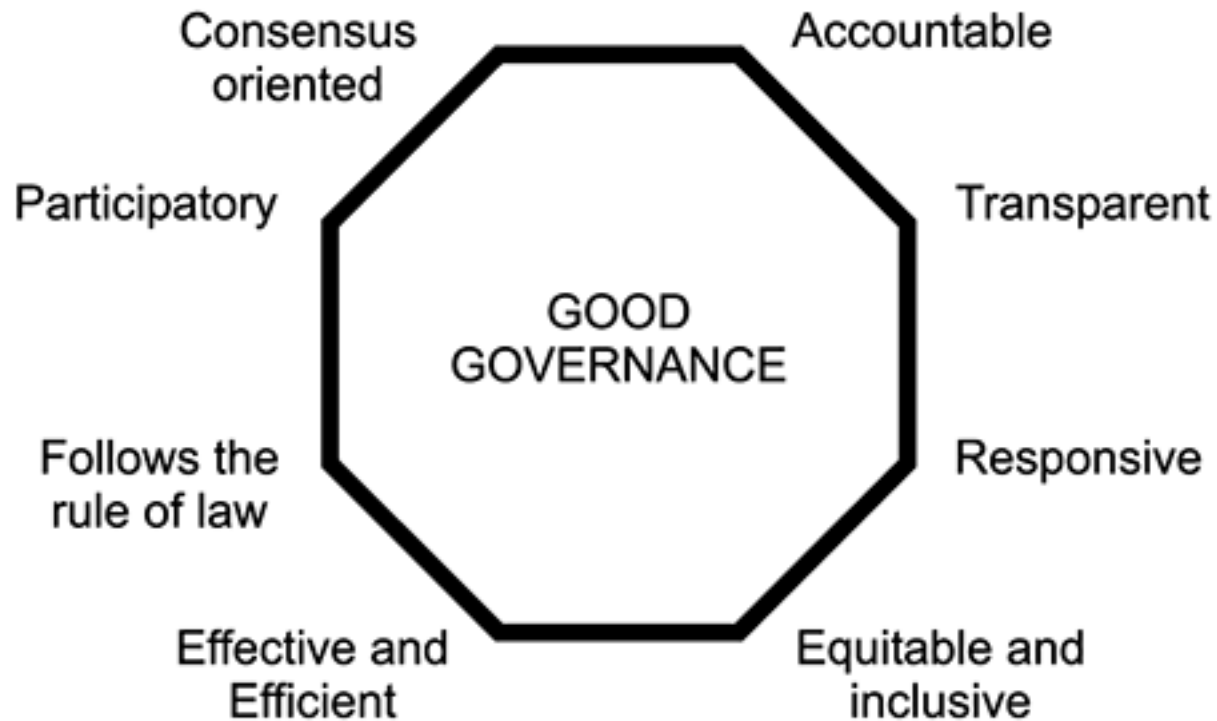 Consensus
oriented
Accountable
Participatory
Transparent
GOOD
GOVERNANCE
Follows the
rule of law
Responsive
Effective and
Efficient
Equitable and
inclusive